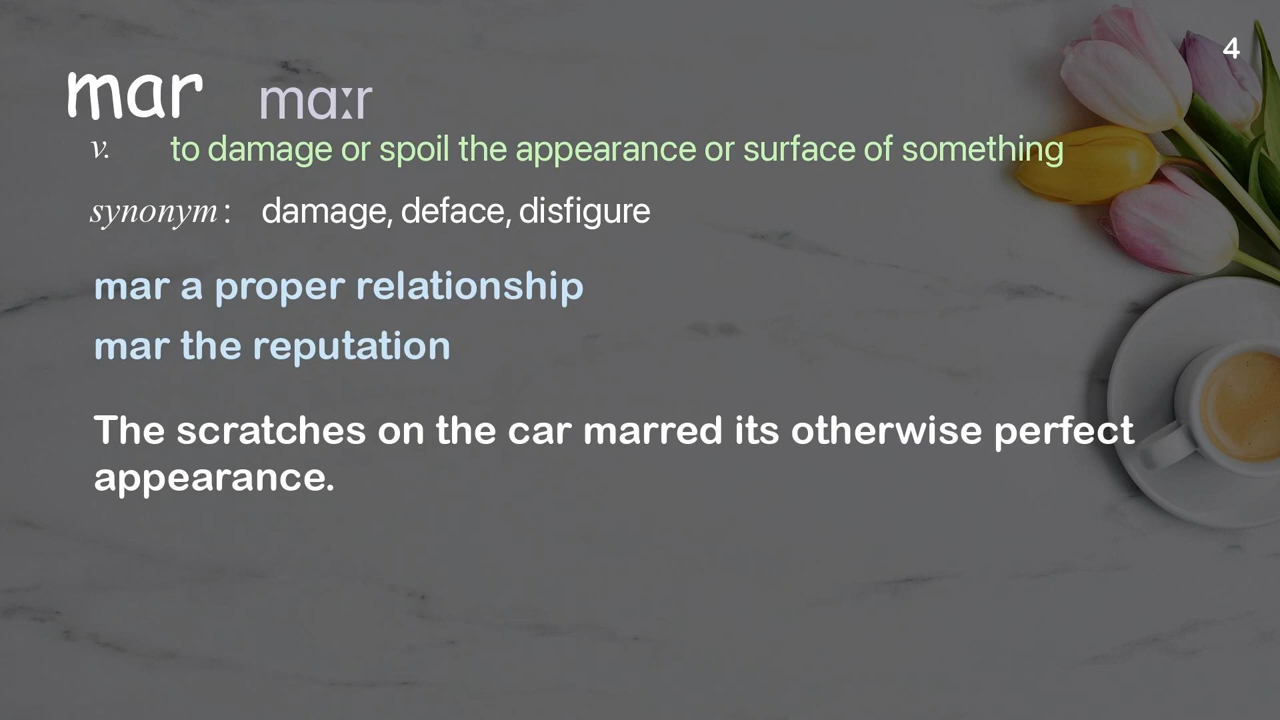 4
mar mɑːr
v. to damage or spoil the appearance or surface of something
synonym : damage, deface, disfigure
mar a proper relationship
mar the reputation
The scratches on the car marred its otherwise perfect
appearance.